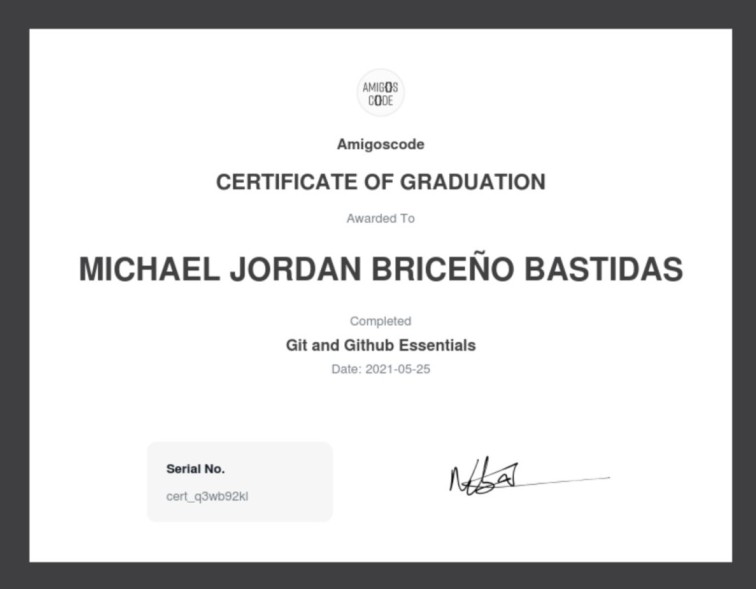 AMIGOS
CODE
Amigoscode
CERTIFICATE OF GRADUATION
Awarded To
MICHAEL JORDAN BRICEÑO BASTIDAS
Completed
Git and Github Essentials
Date: 2021-05-25
Serial No.
cert_q3wb92kl